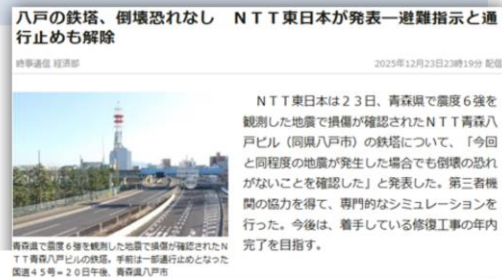 八戸の鉄塔、倒壊恐れなし　ＮＴＴ東日本が発表―避難指示と通
行止めも解除
時事通信 経済部
2025年12月23日23時19分 配信
　ＮＴＴ東日本は２３日、青森県で震度６強を
観測した地震で損傷が確認されたＮＴＴ青森八
戸ビル（同県八戸市）の鉄塔について、「今回
と同程度の地震が発生した場合でも倒壊の恐れ
がないことを確認した」と発表した。第三者機
関の協力を得て、専門的なシミュレーションを
行った。今後は、着手している修復工事の年内
完了を目指す。
青森県で震度６強を観測した地震で損傷が確認されたＮ
ＴＴ青森八戸ビルの鉄塔。手前は一部通行止めとなった
国道４５号＝２０日午後、青森県八戸市